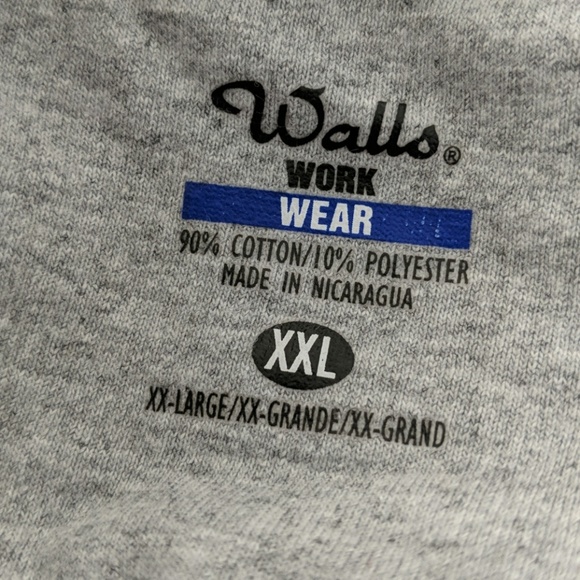 Walls®
WORK
WEAR
90% COTTON/10% POLYESTER
MADE IN NICARAGUA
XXL
XX-LARGE/XX-GRANDE/XX-GRAND